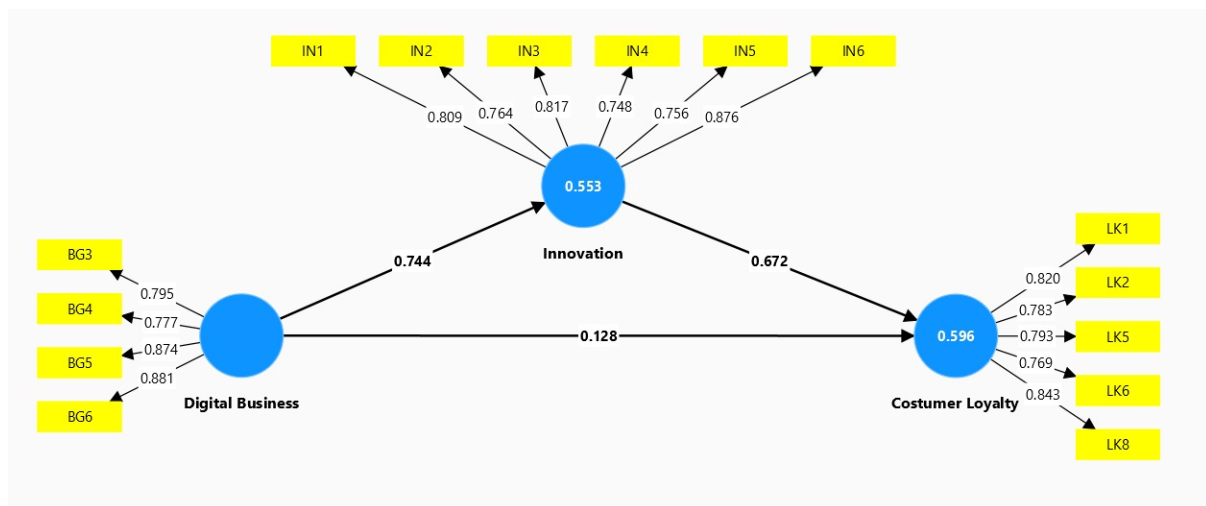 IN1
IN2
IN3
IN4
IN5
IN6
0.809
0.764
0.817
0.748
0.756
0.876
0.553
Innovation
0.744
0.672
BG3
BG4
BG5
BG6
0.795
0.777
0.874
0.881
Digital Business
0.128
0.596
Costumer Loyalty
0.820
0.783
0.793
0.769
0.843
LK1
LK2
LK5
LK6
LK8